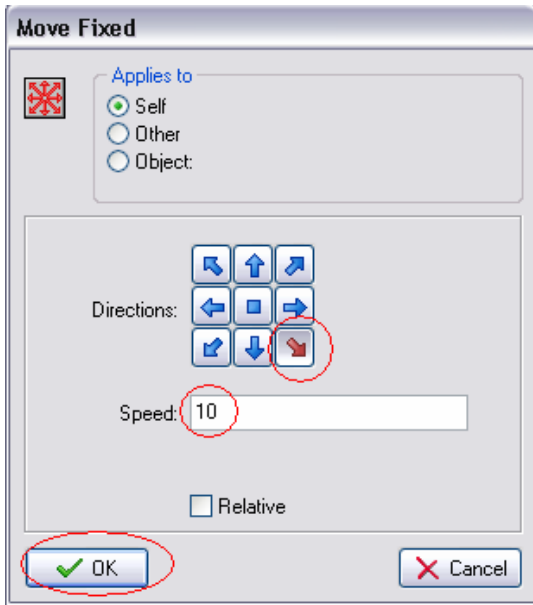 Move Fixed
Applies to
Self
Other
Object:
Directions:
Speed: 10
Relative
OK Cancel